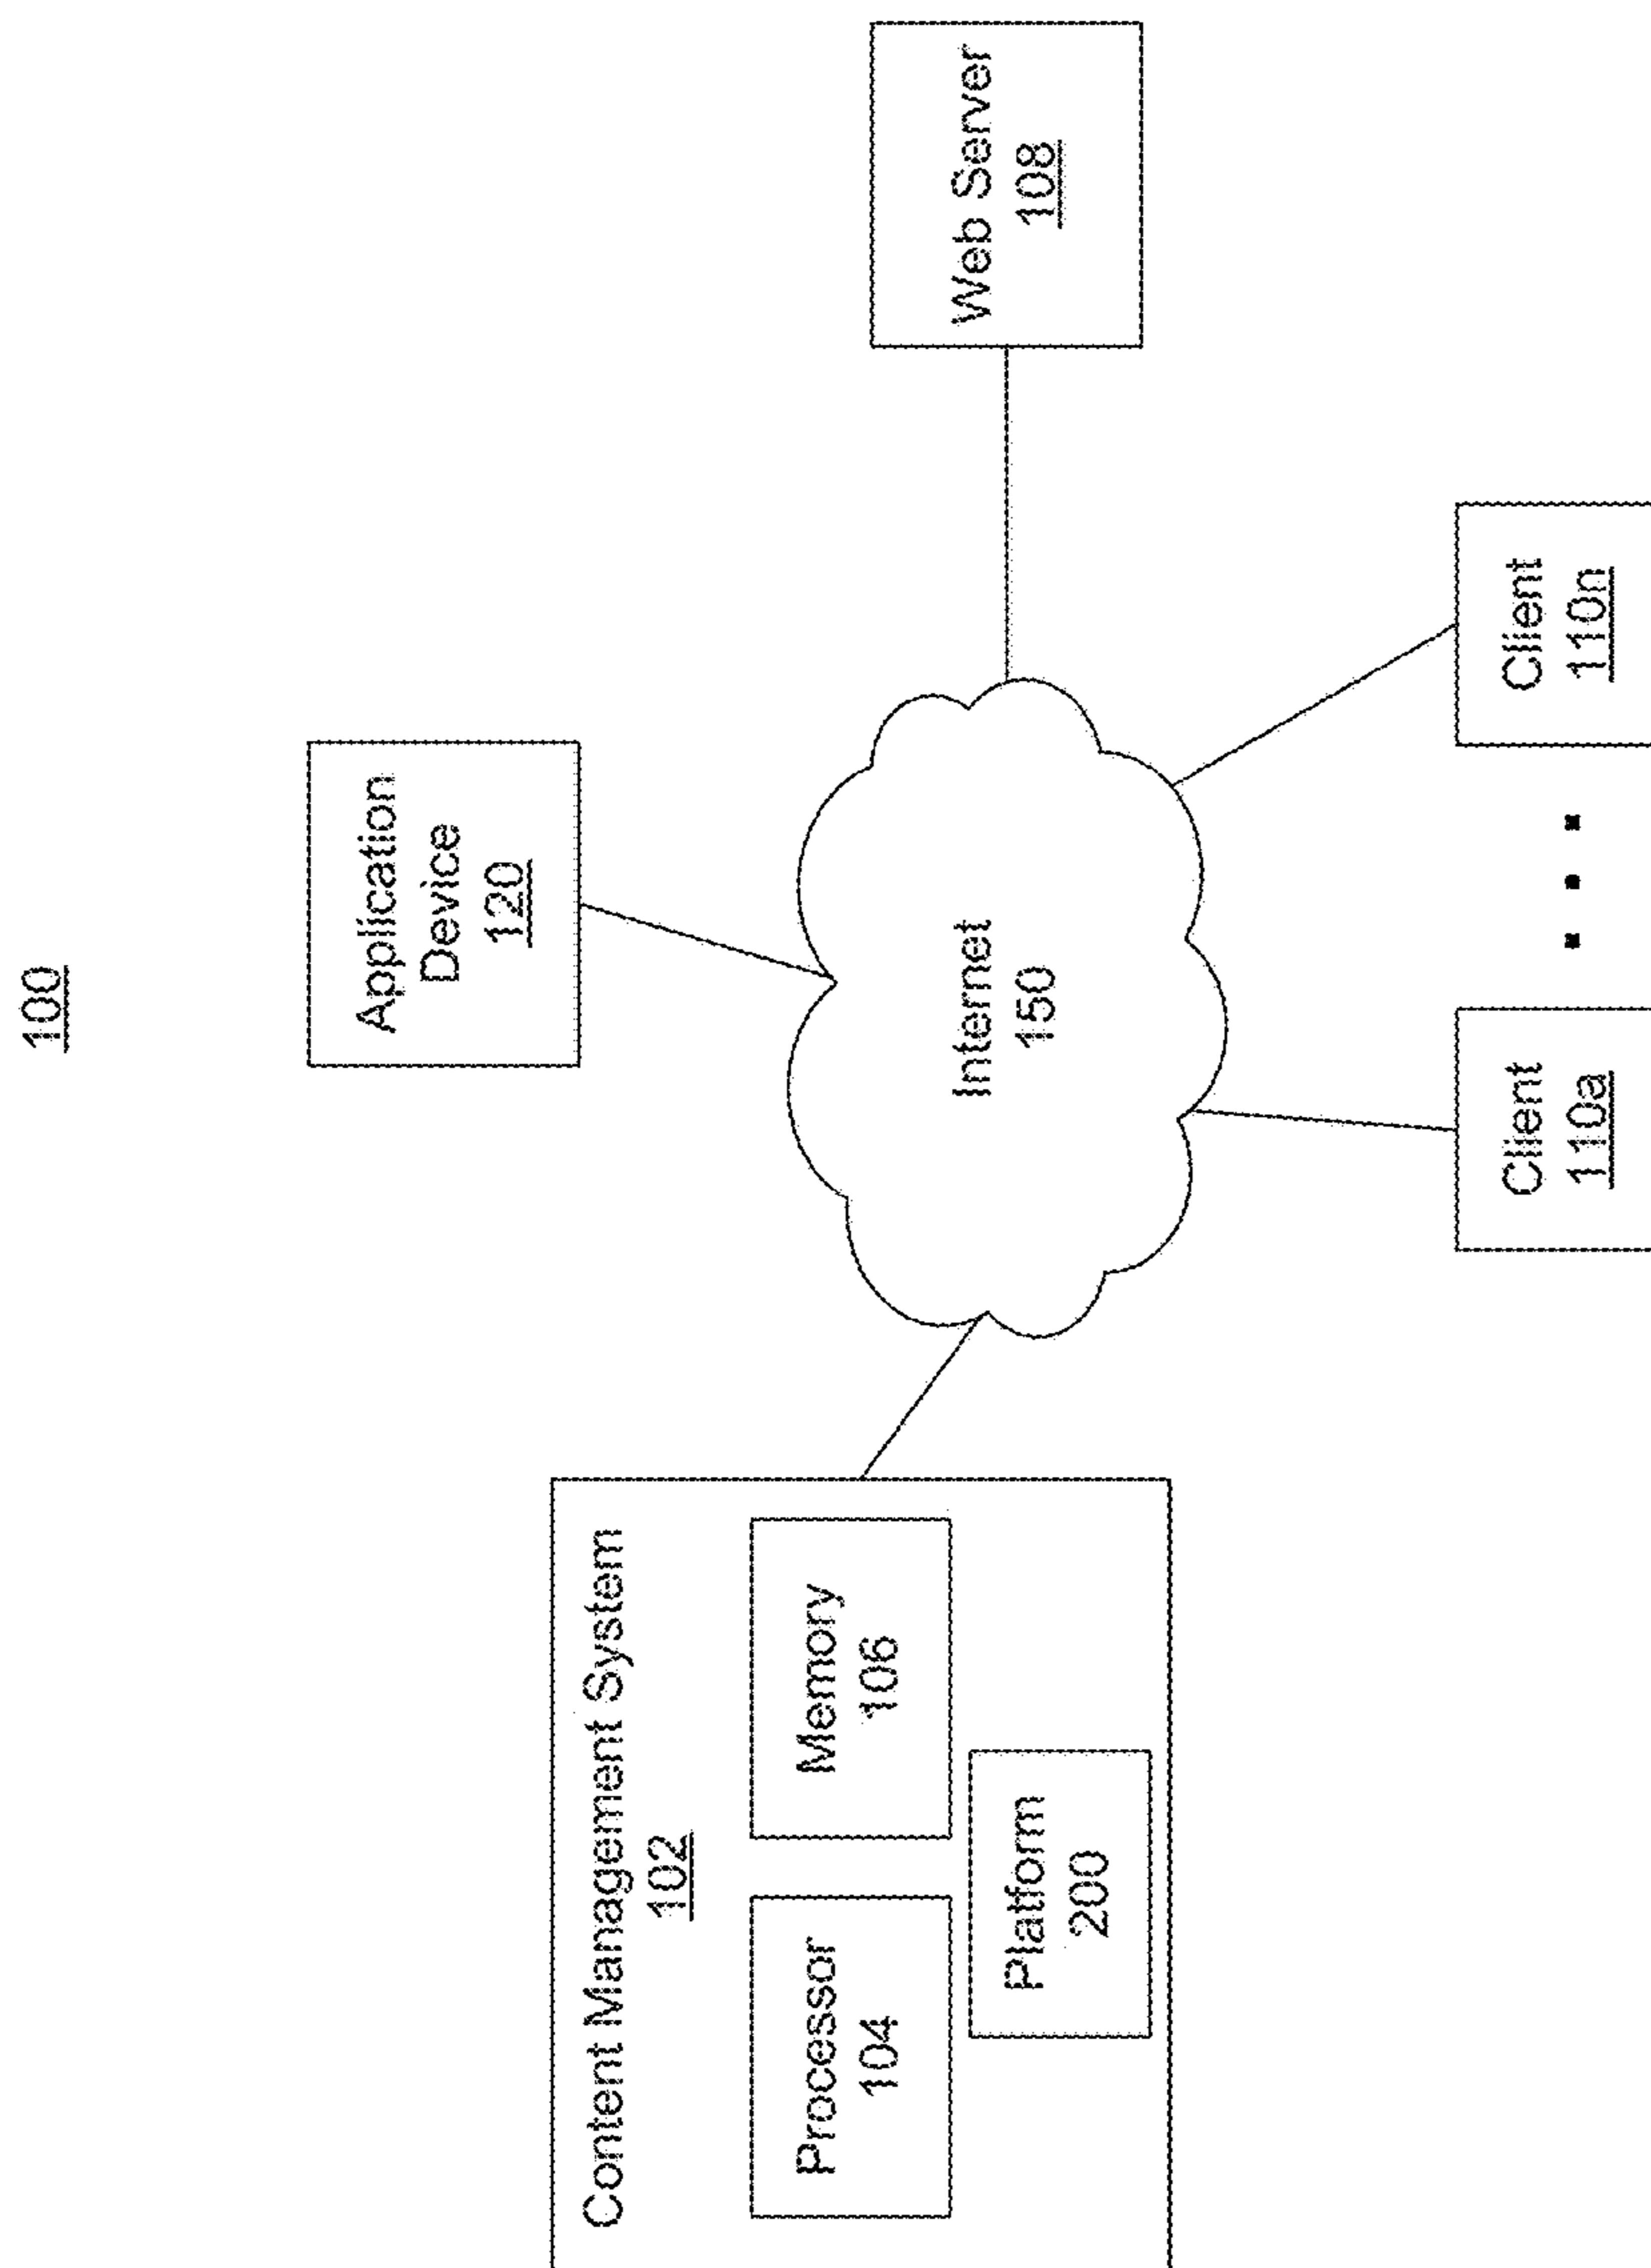 100
Application
Device
120
Content Management System
102
Processor
104
Memory
106
Platform
200
Internet
150
Web Server
108
Client
110a
Client
110n